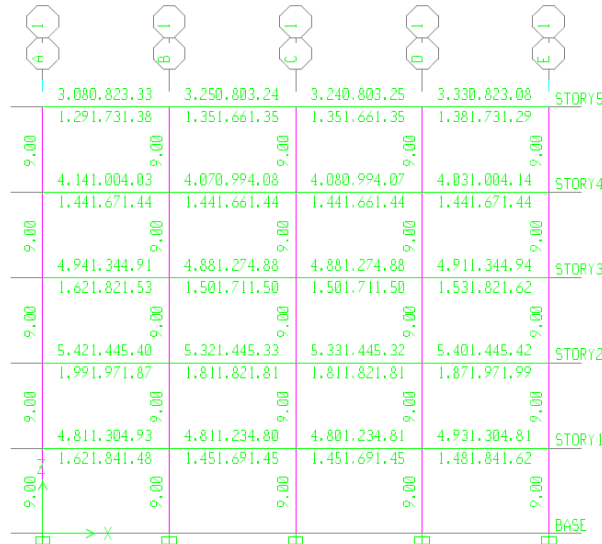 1 1 1 1 1
A B C D E
3.080.823.33 3.250.803.24 3.240.803.25 3.330.823.08 STORY5
1.291.731.38 1.351.661.35 1.351.661.35 1.381.731.29
9.00 9.00 9.00 9.00 9.00
4.141.004.03 4.070.994.08 4.080.994.07 4.031.004.14 STORY4
1.441.671.44 1.441.661.44 1.441.661.44 1.441.671.44
9.00 9.00 9.00 9.00 9.00
4.941.344.91 4.881.274.88 4.881.274.88 4.911.344.94 STORY3
1.621.821.53 1.501.711.50 1.501.711.50 1.531.821.62
9.00 9.00 9.00 9.00 9.00
5.421.445.40 5.321.445.33 5.331.445.32 5.401.445.42 STORY2
1.991.971.87 1.811.821.81 1.811.821.81 1.871.971.99
9.00 9.00 9.00 9.00 9.00
4.811.304.93 4.811.234.80 4.801.234.81 4.931.304.81 STORY1
1.621.841.48 1.451.691.45 1.451.691.45 1.481.841.62
Z
9.00 9.00 9.00 9.00 9.00
X
BASE